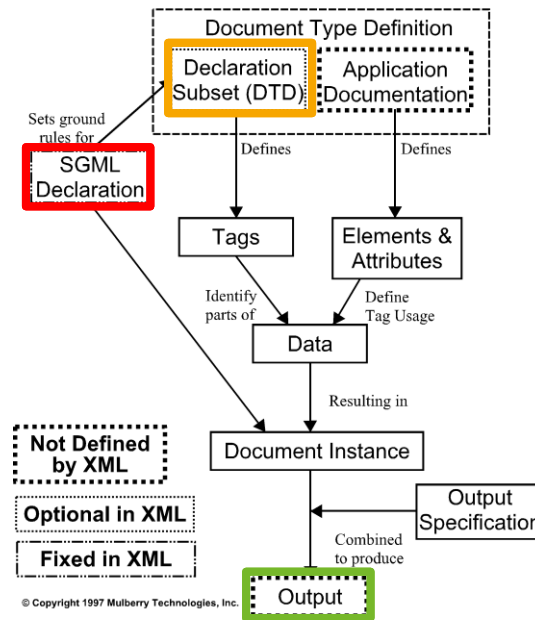 Document Type Definition
Declaration
Subset (DTD)
Application
Documentation
Sets ground
rules for
Defines
Defines
SGML
Declaration
Tags
Elements &
Attributes
Identify
parts of
Define
Tag Usage
Data
Resulting in
Not Defined
by XML
Document Instance
Optional in XML
Output
Specification
Fixed in XML
Combined
to produce
© Copyright 1997 Mulberry Technologies, Inc.
Output